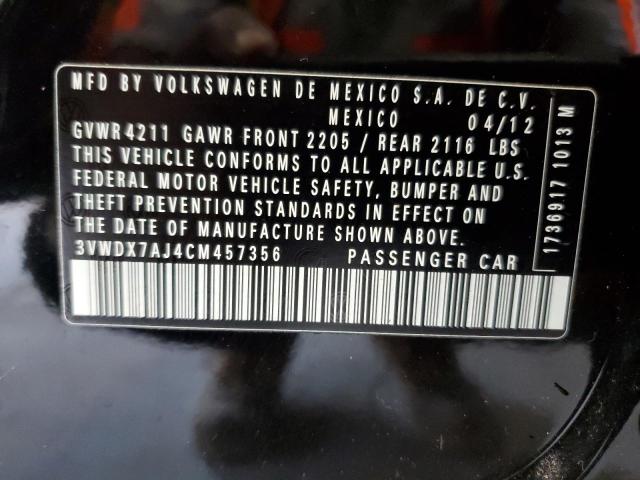 MFD BY VOLKSWAGEN DE MEXICO S.A. DE C.V.
MEXICO 04/12
GVWR 4211 GAWR FRONT 2205 / REAR 2116 LBS
THIS VEHICLE CONFORMS TO ALL APPLICABLE U.S.
FEDERAL MOTOR VEHICLE SAFETY, BUMPER AND
THEFT PREVENTION STANDARDS IN EFFECT ON
THE DATE OF MANUFACTURE SHOWN ABOVE.
3VWDX7AJ4CM457356 PASSENGER CAR
1736917 1013 M